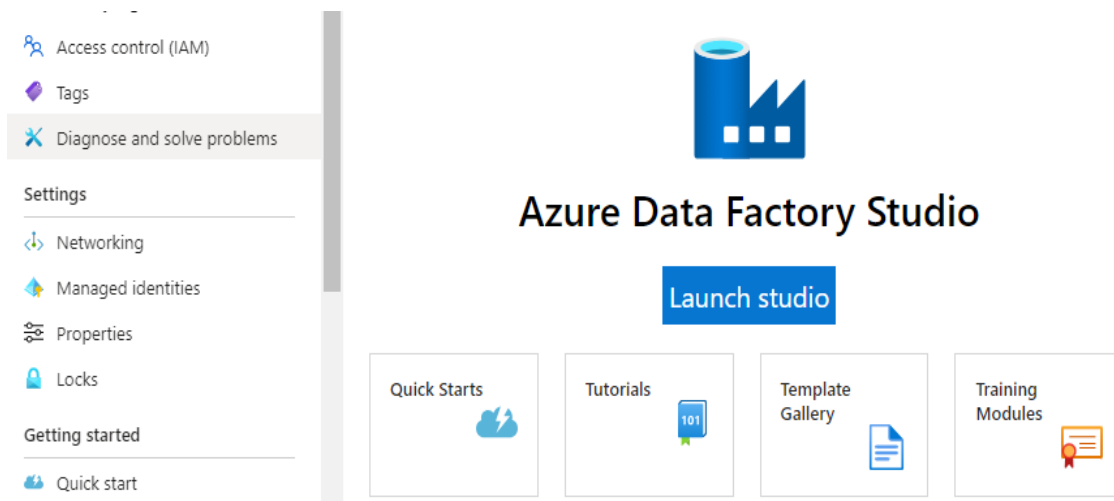 Access control (IAM)
Tags
Diagnose and solve problems
Settings
Networking
Managed identities
Properties
Locks
Getting started
Quick start
Azure Data Factory Studio
Launch studio
Quick Starts
Tutorials
101
Template
Gallery
Training
Modules